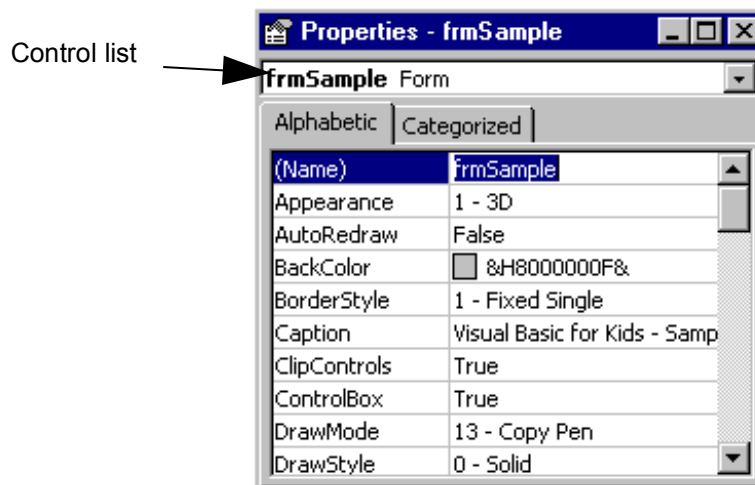 Control list
Properties - frmSample
frmSample Form
Alphabetic Categorized
(Name) frmSample
Appearance 1 - 3D
AutoRedraw False
BackColor &H8000000F&
BorderStyle 1 - Fixed Single
Caption Visual Basic for Kids - Samp
ClipControls True
ControlBox True
DrawMode 13 - Copy Pen
DrawStyle 0 - Solid